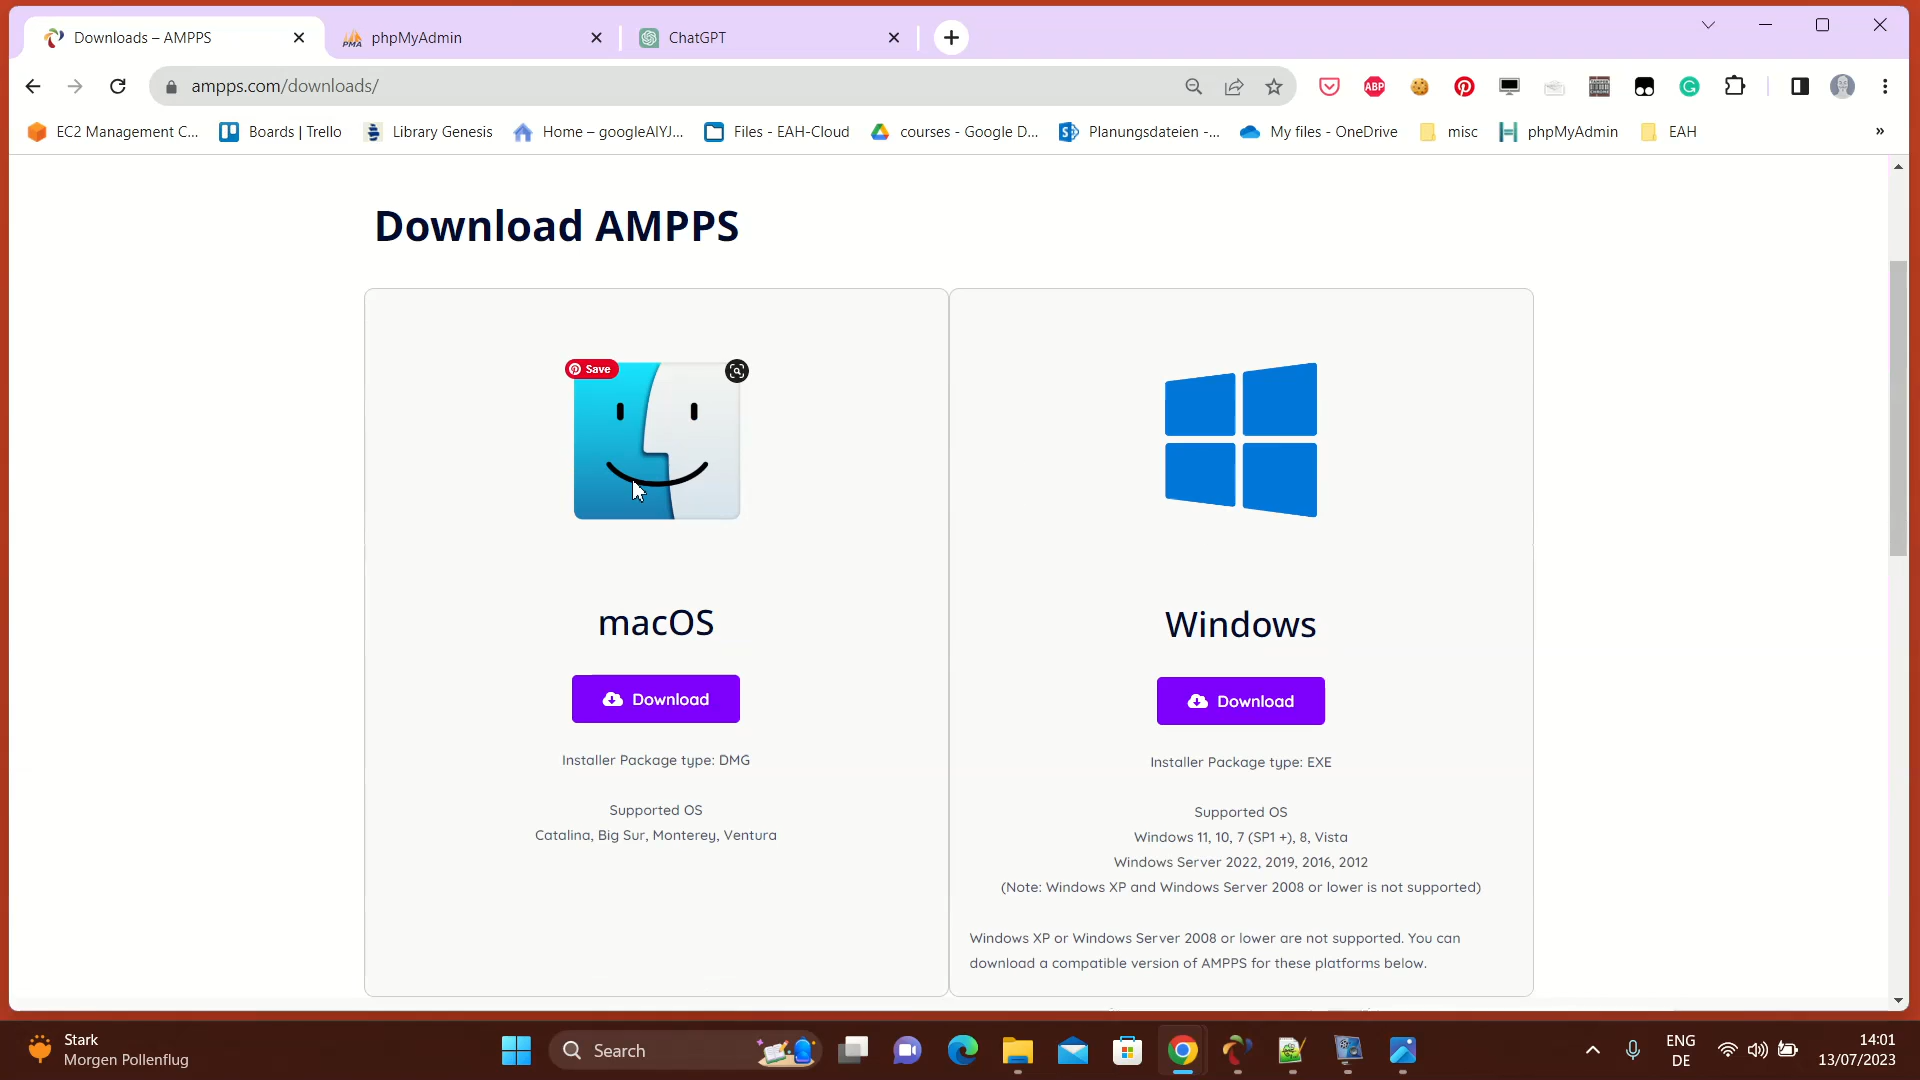 Downloads – AMPPS
phpMyAdmin
ChatGPT
ampps.com/downloads/
ABP
EC2 Management C...
Boards | Trello
Library Genesis
Home – googleAIYJ...
Files - EAH-Cloud
courses - Google D...
Planungsdateien -...
My files - OneDrive
misc
phpMyAdmin
EAH
»
Download AMPPS
Save
macOS
Download
Installer Package type: DMG
Supported OS
Catalina, Big Sur, Monterey, Ventura
Windows
Download
Installer Package type: EXE
Supported OS
Windows 11, 10, 7 (SP1 +), 8, Vista
Windows Server 2022, 2019, 2016, 2012
(Note: Windows XP and Windows Server 2008 or lower is not supported)
Windows XP or Windows Server 2008 or lower are not supported. You can
download a compatible version of AMPPS for these platforms below.
Stark
Morgen Pollenflug
Search
ENG
DE
14:01
13/07/2023